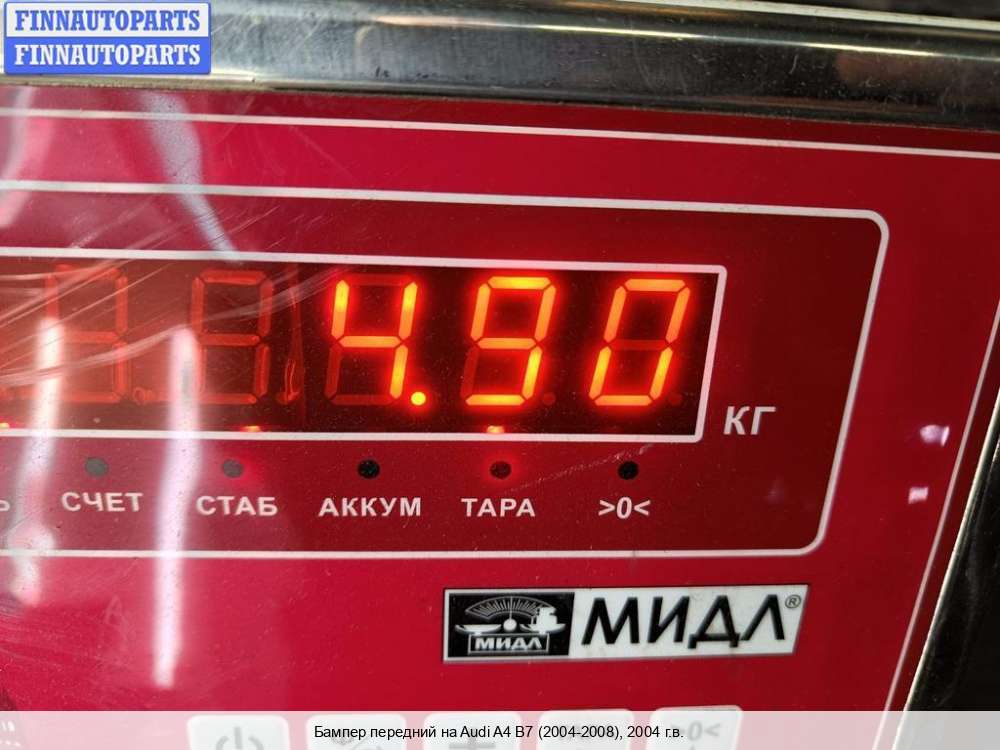 FINNAUTOPARTS
FINNAUTOPARTS
4.90
КГ
СЧЕТ СТАБ АККУМ ТАРА >0<
МИДЛ МИДЛ®
>0<
Бампер передний на Audi A4 B7 (2004-2008), 2004 г.в.